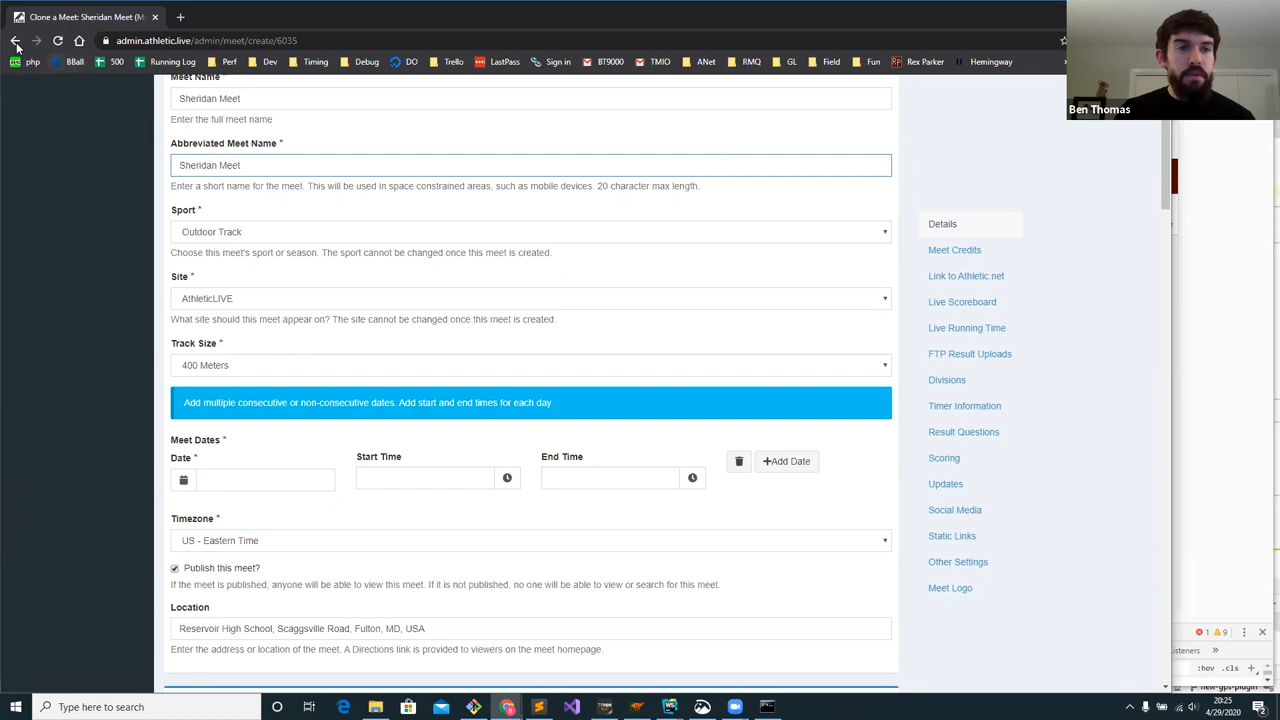 Clone a Meet: Sheridan Meet (M
admin.athletic.live/admin/meet/create/6035
php
BBall
500
Running Log
Perf
Dev
Timing
Debug
DO
Trello
LastPass
Sign in
BT9000
TMIO
ANet
RMQ
GL
Field
Fun
Rex Parker
Hemingway
Ben Thomas
Meet Name *
Sheridan Meet
Enter the full meet name
Abbreviated Meet Name *
Sheridan Meet
Enter a short name for the meet. This will be used in space constrained areas, such as mobile devices. 20 character max length.
Sport *
Outdoor Track
Choose this meet's sport or season. The sport cannot be changed once this meet is created.
Site *
AthleticLIVE
What site should this meet appear on? The site cannot be changed once this meet is created.
Track Size *
400 Meters
Add multiple consecutive or non-consecutive dates. Add start and end times for each day
Meet Dates *
Date *
Start Time
End Time
+Add Date
Timezone *
US - Eastern Time
Publish this meet?
If the meet is published, anyone will be able to view this meet. If it is not published, no one will be able to view or search for this meet.
Location
Reservoir High School, Scaggsville Road, Fulton, MD, USA
Enter the address or location of the meet. A Directions link is provided to viewers on the meet homepage.
Details
Meet Credits
Link to Athletic.net
Live Scoreboard
Live Running Time
FTP Result Uploads
Divisions
Timer Information
Result Questions
Scoring
Updates
Social Media
Static Links
Other Settings
Meet Logo
1
9
isteners
»
:hov .cls
new-gps-plugin
Type here to search
20:25
4/29/2020